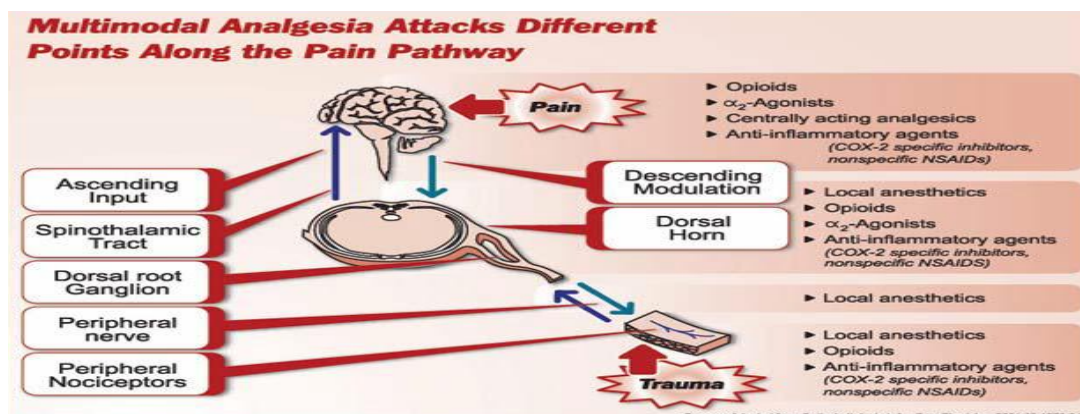 Multimodal Analgesia Attacks Different
Points Along the Pain Pathway
Pain
► Opioids
► α₂-Agonists
► Centrally acting analgesics
► Anti-inflammatory agents
(COX-2 specific inhibitors,
nonspecific NSAIDs)
Ascending
Input
Spinothalamic
Tract
Dorsal root
Ganglion
Peripheral
nerve
Peripheral
Nociceptors
Descending
Modulation
Dorsal
Horn
► Local anesthetics
► Opioids
► α₂-Agonists
► Anti-inflammatory agents
(COX-2 specific inhibitors,
nonspecific NSAIDS)
► Local anesthetics
Trauma
► Local anesthetics
► Opioids
► Anti-inflammatory agents
(COX-2 specific inhibitors,
nonspecific NSAIDs)